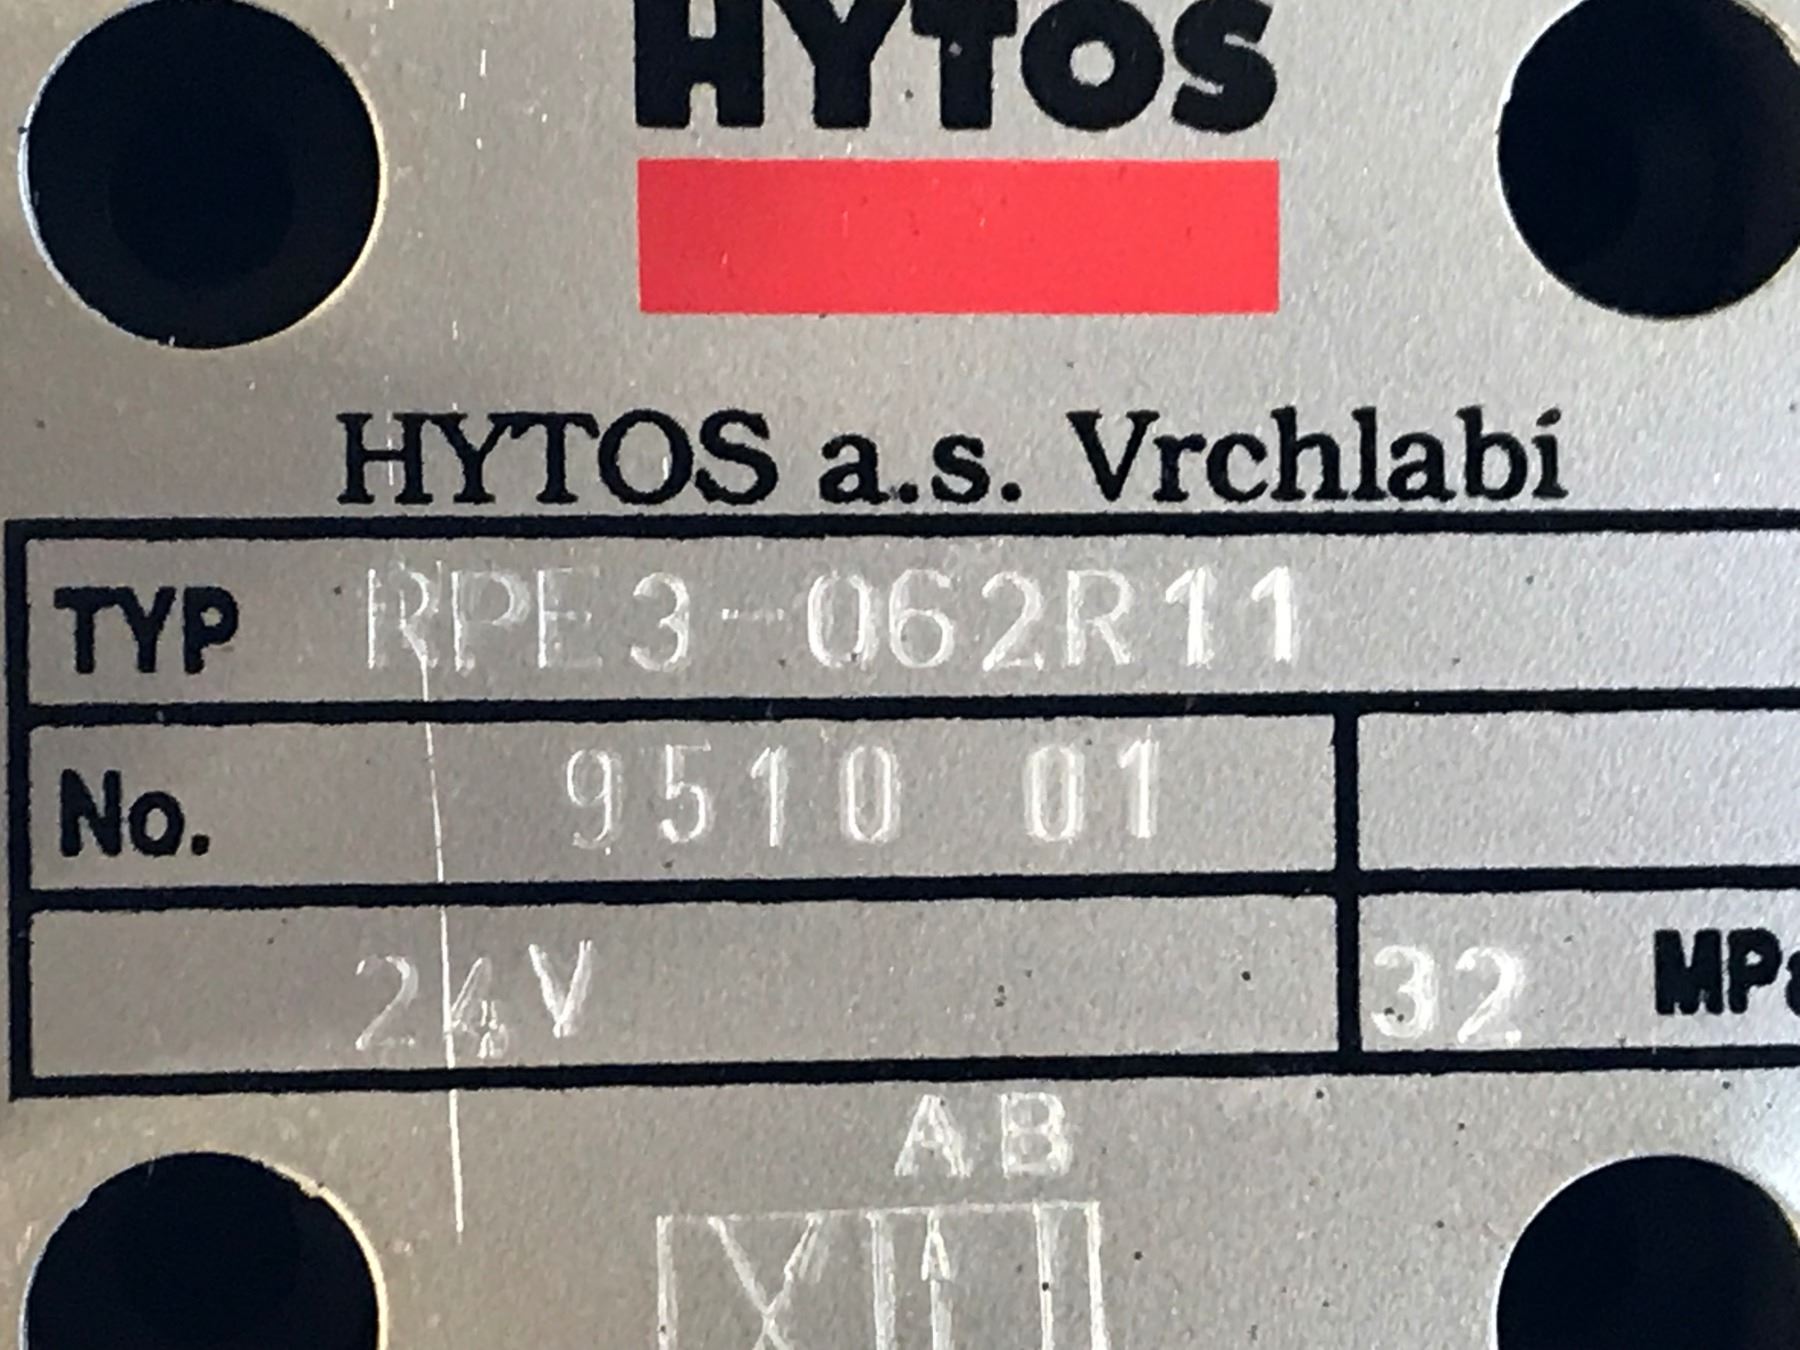 HYTOS
HYTOS a.s. Vrchlabí
TYP RPE3-062R11
No. 9510 01
24V 32 MPa
AB